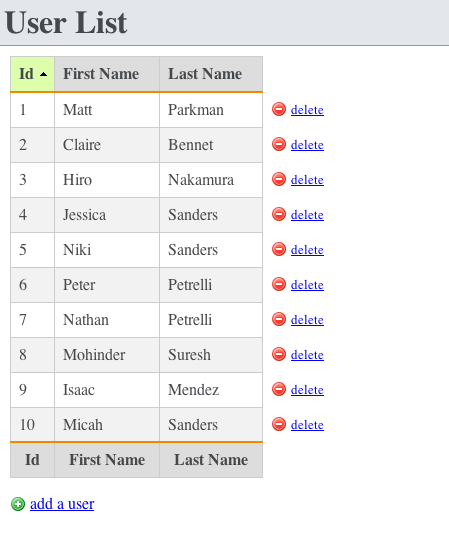 User List
Id First Name Last Name
1 Matt Parkman delete
2 Claire Bennet delete
3 Hiro Nakamura delete
4 Jessica Sanders delete
5 Niki Sanders delete
6 Peter Petrelli delete
7 Nathan Petrelli delete
8 Mohinder Suresh delete
9 Isaac Mendez delete
10 Micah Sanders delete
Id First Name Last Name
add a user